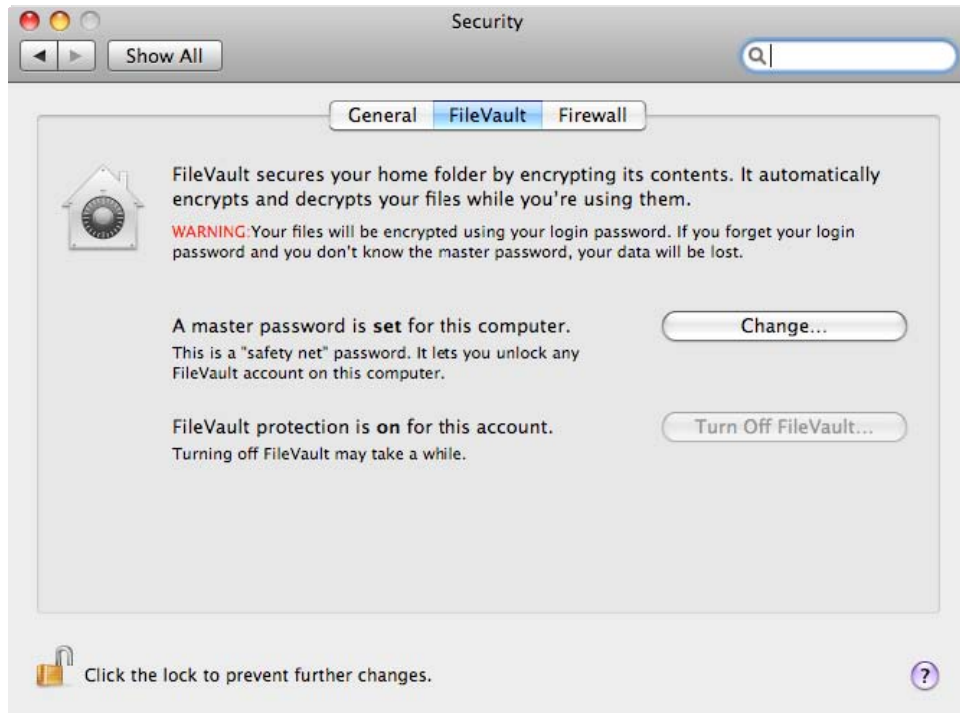 Security
Show All
General FileVault Firewall
FileVault secures your home folder by encrypting its contents. It automatically
encrypts and decrypts your files while you're using them.
WARNING:Your files will be encrypted using your login password. If you forget your login
password and you don't know the master password, your data will be lost.
A master password is set for this computer.
Change...
This is a "safety net" password. It lets you unlock any
FileVault account on this computer.
FileVault protection is on for this account.
Turn Off FileVault...
Turning off FileVault may take a while.
Click the lock to prevent further changes.
?